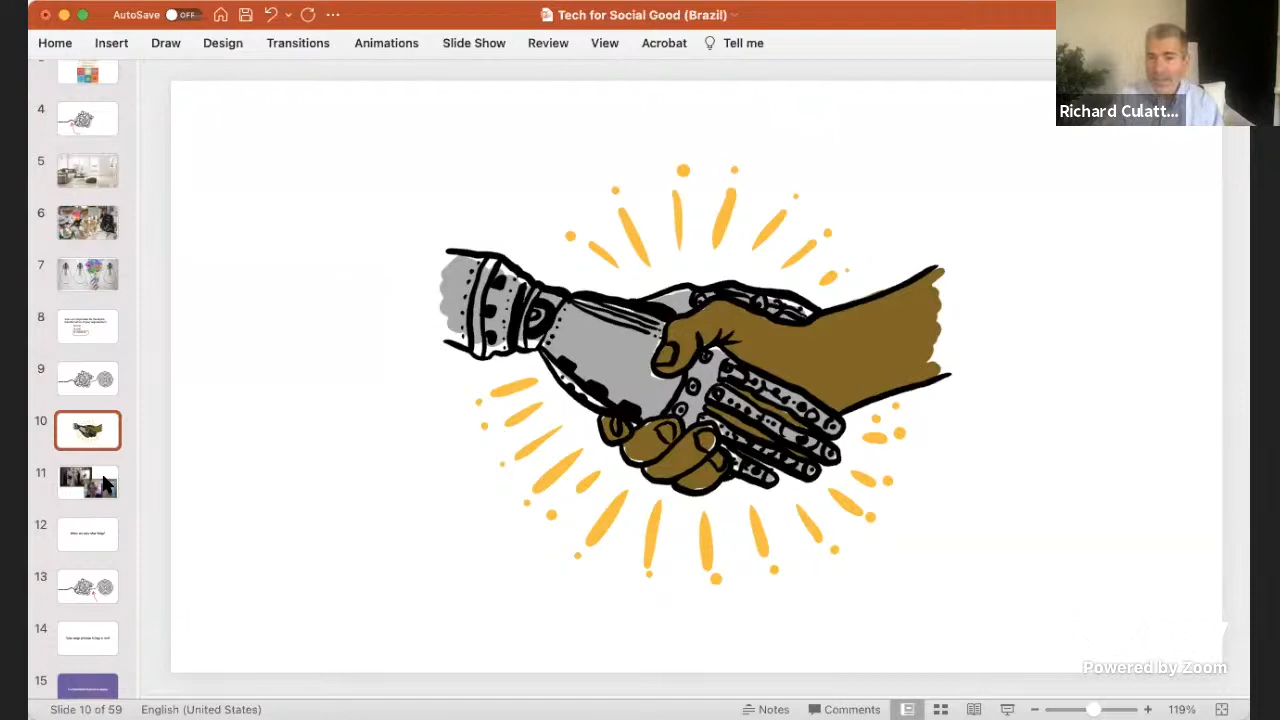 AutoSave OFF
Tech for Social Good (Brazil)
Home Insert Draw Design Transitions Animations Slide Show Review View Acrobat Tell me
Richard Culatt...
4
5
6
7
8
9
10
11
12
13
14
15
Powered by Zoom
Slide 10 of 59 English (United States) Notes Comments 119%